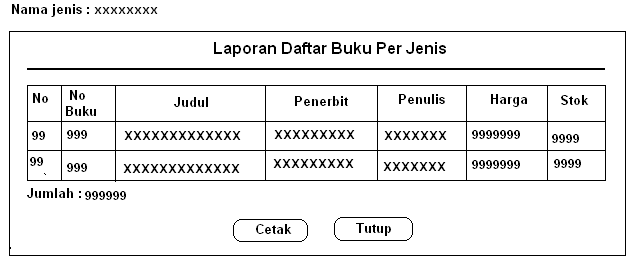 Nama jenis : xxxxxxxx
Laporan Daftar Buku Per Jenis
No No Buku Judul Penerbit Penulis Harga Stok
99 999 XXXXXXXXXXXXX XXXXXXXXX XXXXXXX 9999999 9999
99 999 XXXXXXXXXXXXX XXXXXXXXX XXXXXXX 9999999 9999
Jumlah : 999999
Cetak Tutup